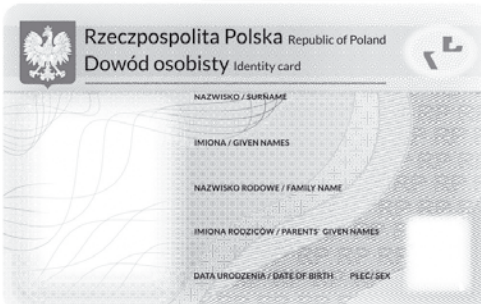 Rzeczpospolita Polska Republic of Poland
Dowód osobisty Identity card
NAZWISKO / SURNAME
IMIONA / GIVEN NAMES
NAZWISKO RODOWE / FAMILY NAME
IMIONA RODZICÓW / PARENTS' GIVEN NAMES
DATA URODZENIA / DATE OF BIRTH PŁEĆ/ SEX